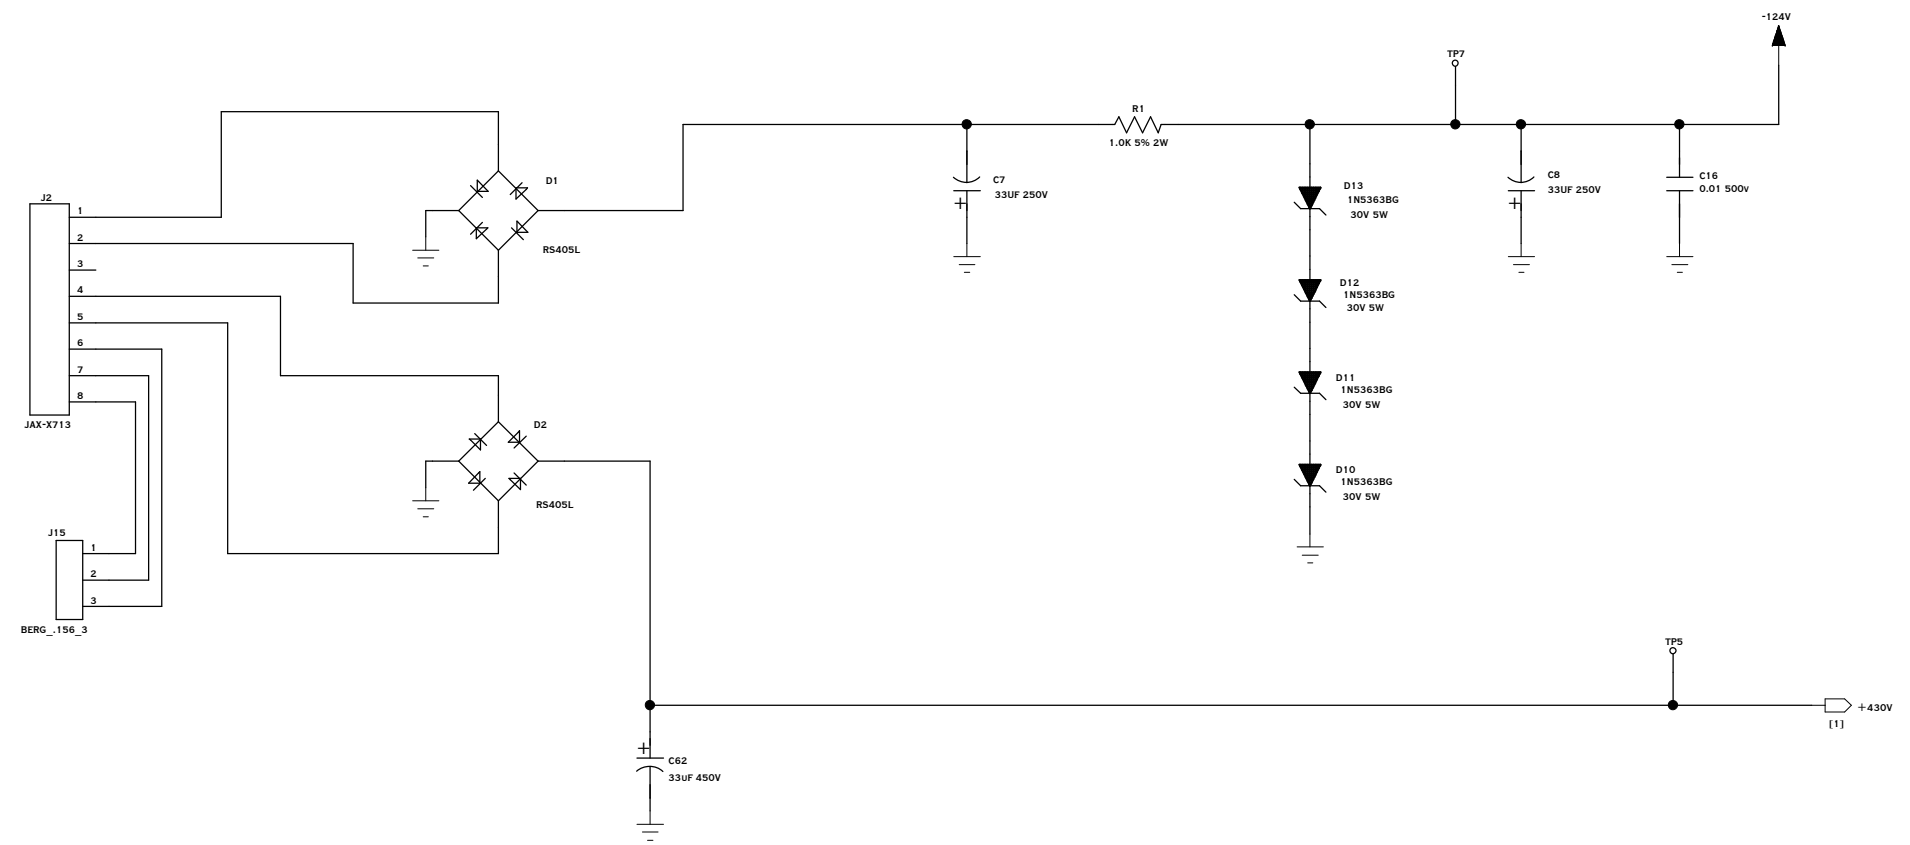 -124V
TP7
R1
1.0K 5% 2W
D1
RS405L
C7
33UF 250V
+
D13
1N5363BG
30V 5W
C8
33UF 250V
+
C16
0.01 500v
J2
1
2
3
4
5
6
7
8
JAX-X713
D12
1N5363BG
30V 5W
D11
1N5363BG
30V 5W
D2
RS405L
D10
1N5363BG
30V 5W
J15
1
2
3
BERG_.156_3
TP5
+430V
[1]
+
C62
33UF 450V